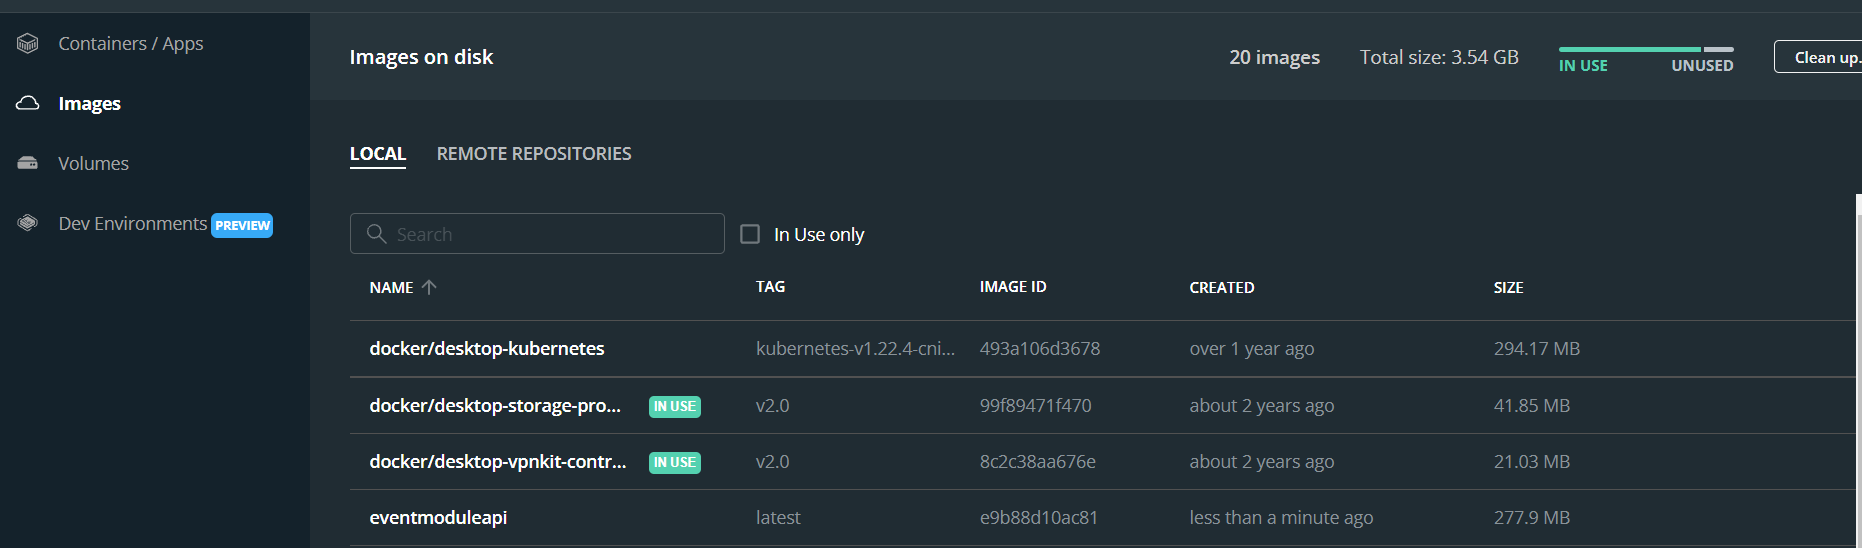 Containers / Apps
Images
Volumes
Dev Environments PREVIEW
Images on disk
20 images
Total size: 3.54 GB
IN USE
UNUSED
Clean up.
LOCAL
REMOTE REPOSITORIES
Search
In Use only
NAME TAG IMAGE ID CREATED SIZE
docker/desktop-kubernetes kubernetes-v1.22.4-cni... 493a106d3678 over 1 year ago 294.17 MB
docker/desktop-storage-pro... IN USE v2.0 99f89471f470 about 2 years ago 41.85 MB
docker/desktop-vpnkit-contr... IN USE v2.0 8c2c38aa676e about 2 years ago 21.03 MB
eventmoduleapi latest e9b88d10ac81 less than a minute ago 277.9 MB